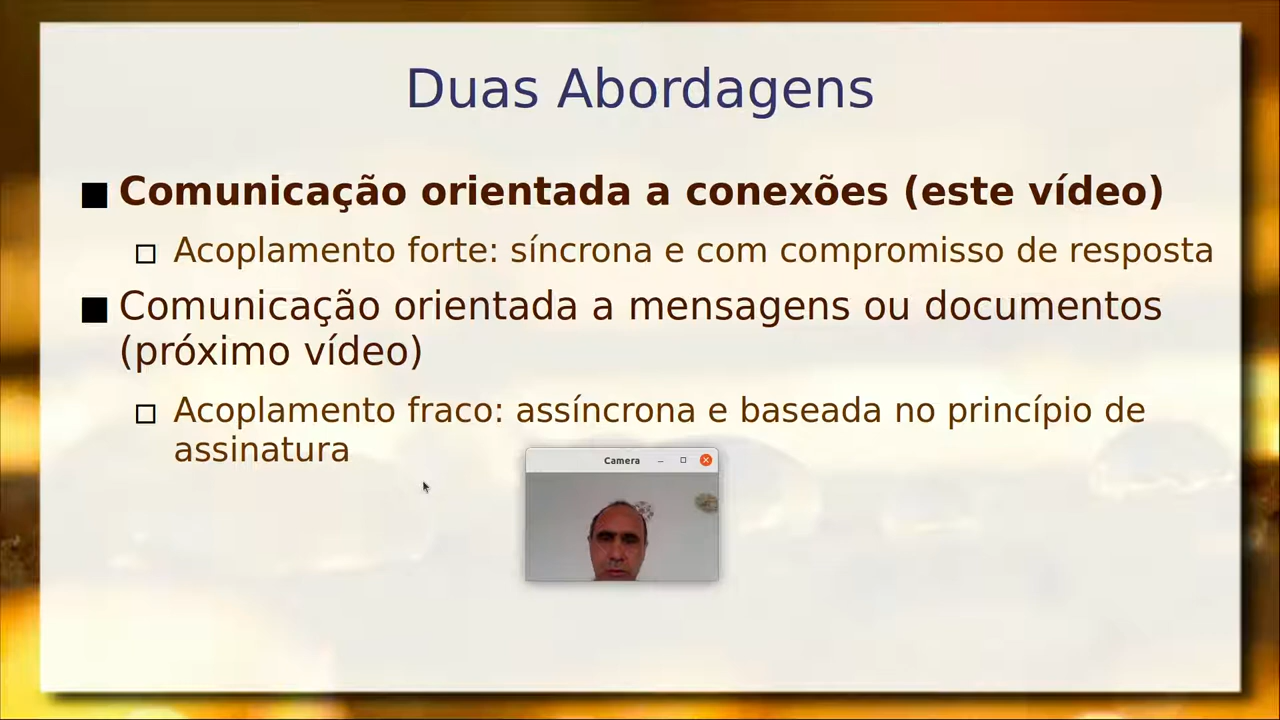 Duas Abordagens
Comunicação orientada a conexões (este vídeo)
Acoplamento forte: síncrona e com compromisso de resposta
Comunicação orientada a mensagens ou documentos
(próximo vídeo)
Acoplamento fraco: assíncrona e baseada no princípio de
assinatura
Camera